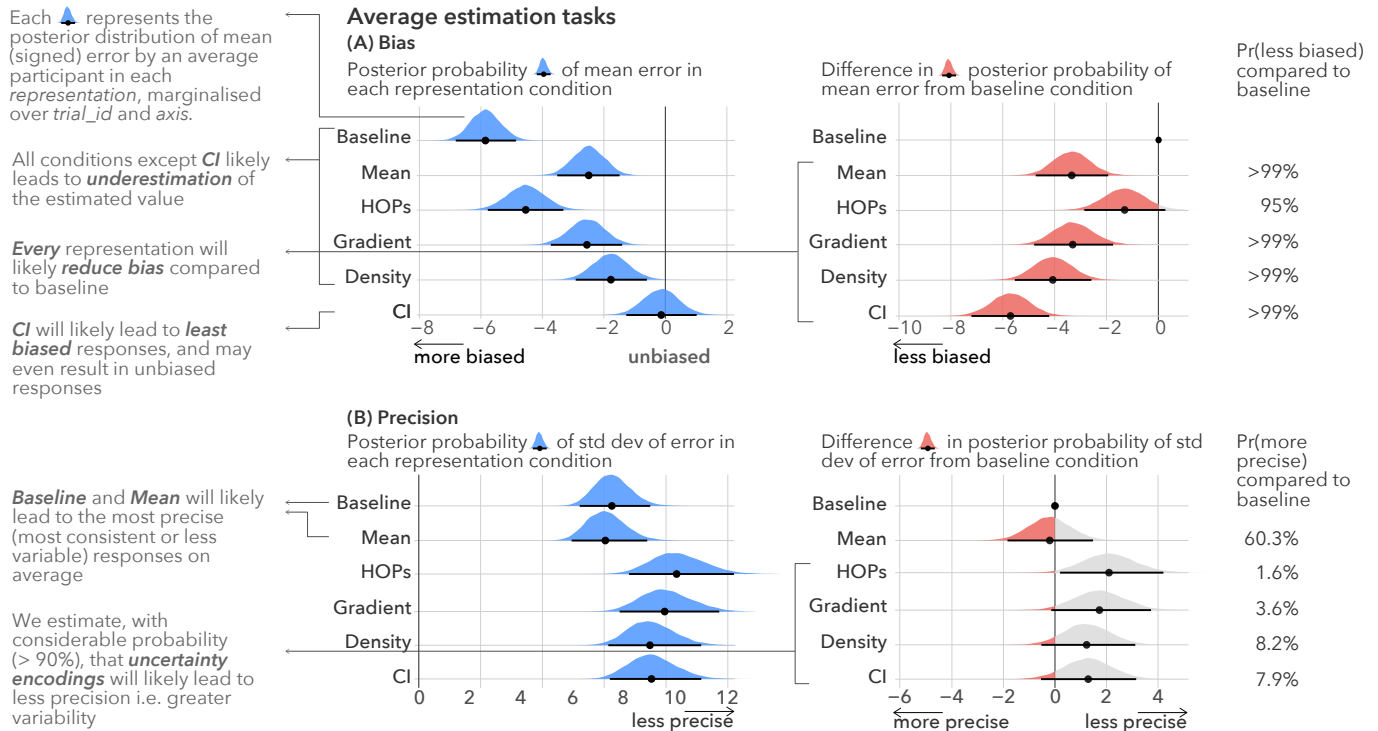 Average estimation tasks
Each represents the
posterior distribution of mean
(signed) error by an average
participant in each
representation, marginalised
over trial_id and axis.
All conditions except CI likely
leads to underestimation of
the estimated value
Every representation will
likely reduce bias compared
to baseline
CI will likely lead to least
biased responses, and may
even result in unbiased
responses
(A) Bias
Posterior probability of mean error in
each representation condition
Baseline
Mean
HOPs
Gradient
Density
CI
−8 −6 −4 −2 0 2
more biased unbiased
Difference in posterior probability of
mean error from baseline condition
Baseline
Mean
HOPs
Gradient
Density
CI
−10 −8 −6 −4 −2 0
less biased
Pr(less biased)
compared to
baseline
>99%
95%
>99%
>99%
>99%
Baseline and Mean will likely
lead to the most precise
(most consistent or less
variable) responses on
average
We estimate, with
considerable probability
(> 90%), that uncertainty
encodings will likely lead to
less precision i.e. greater
variability
(B) Precision
Posterior probability of std dev of error in
each representation condition
Baseline
Mean
HOPs
Gradient
Density
CI
0 2 4 6 8 10 12
less precise
Difference in posterior probability of std
dev of error from baseline condition
Baseline
Mean
HOPs
Gradient
Density
CI
−6 −4 −2 0 2 4
more precise less precise
Pr(more
precise)
compared to
baseline
60.3%
1.6%
3.6%
8.2%
7.9%